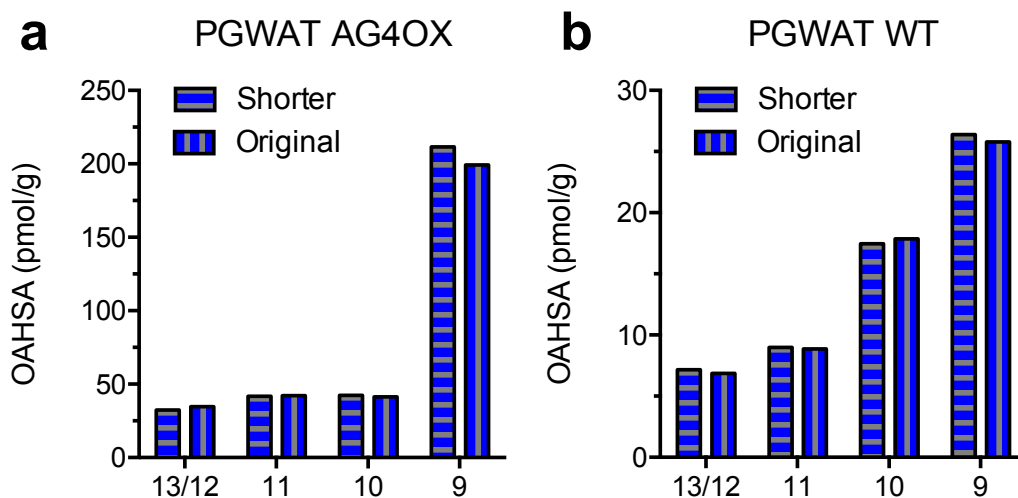 a
PGWAT AG4OX
OAHSA (pmol/g)
250
200
150
100
50
0
Shorter
Original
13/12 11 10 9
b
PGWAT WT
OAHSA (pmol/g)
30
20
10
0
Shorter
Original
13/12 11 10 9